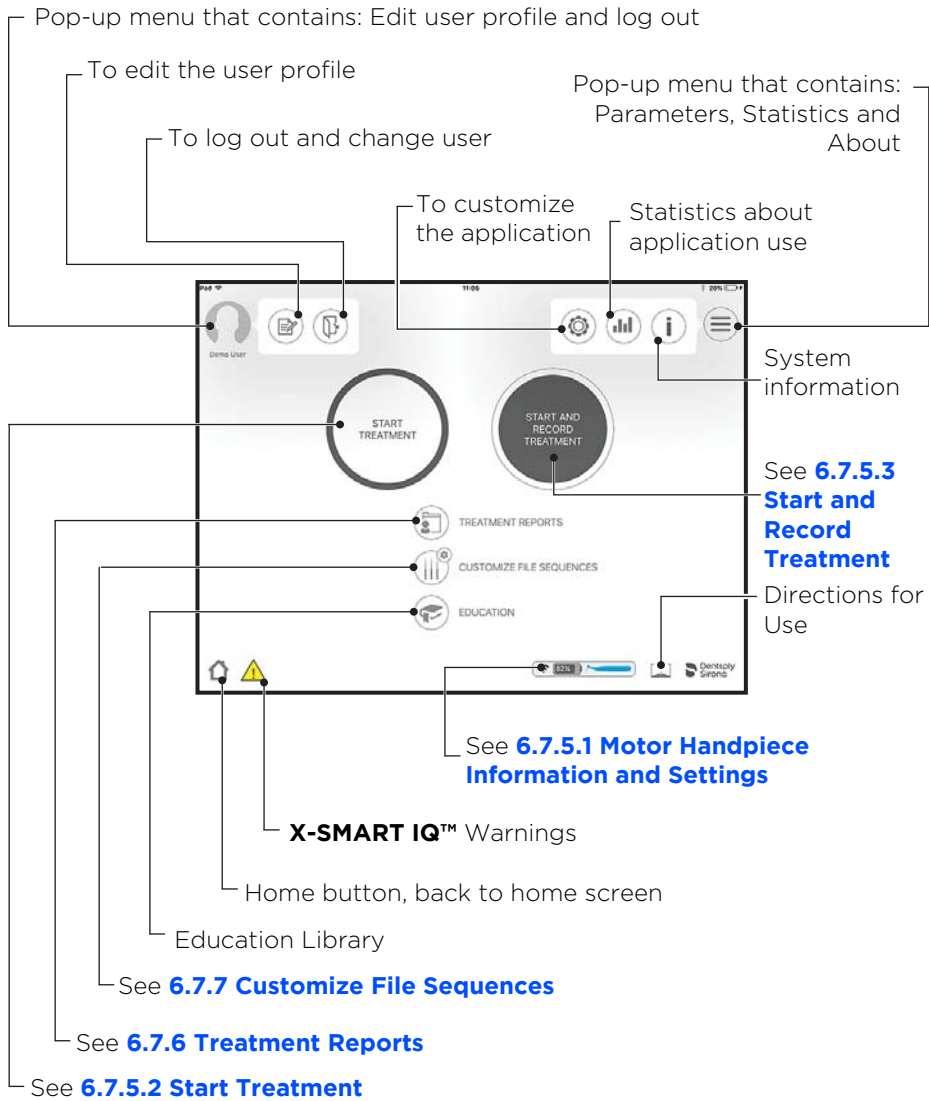 Pop-up menu that contains: Edit user profile and log out
To edit the user profile
Pop-up menu that contains:
Parameters, Statistics and
About
To log out and change user
To customize
the application
Statistics about
application use
iPad
11:06
20%
Demo User
System
information
START
TREATMENT
START AND
RECORD
TREATMENT
See 6.7.5.3
Start and
Record
Treatment
TREATMENT REPORTS
CUSTOMIZE FILE SEQUENCES
Directions for
Use
EDUCATION
82%
Dentsply
Sirona
See 6.7.5.1 Motor Handpiece
Information and Settings
X-SMART IQ™ Warnings
Home button, back to home screen
Education Library
See 6.7.7 Customize File Sequences
See 6.7.6 Treatment Reports
See 6.7.5.2 Start Treatment